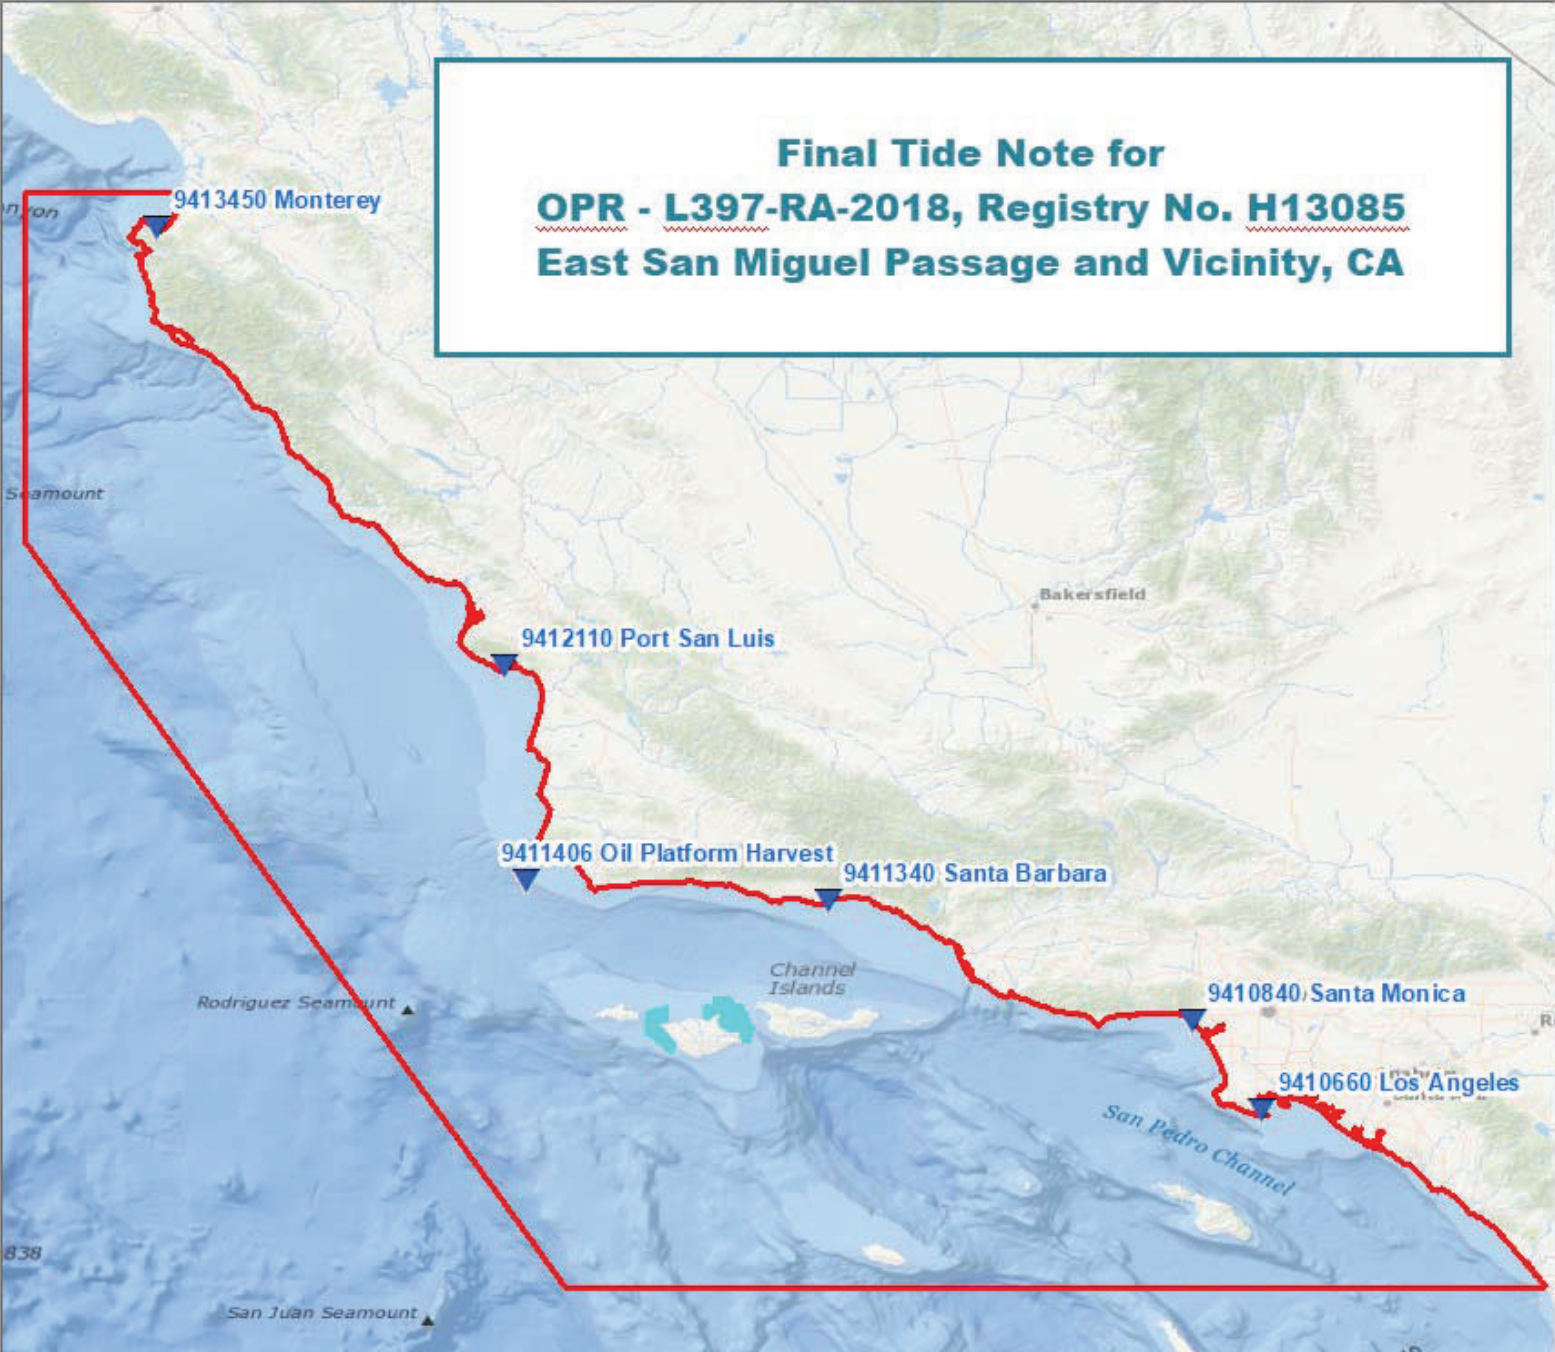 Final Tide Note for
OPR - L397-RA-2018, Registry No. H13085
East San Miguel Passage and Vicinity, CA
9413450 Monterey
nyon
Seamount
Bakersfield
9412110 Port San Luis
9411406 Oil Platform Harvest
9411340 Santa Barbara
Channel
Islands
Rodriguez Seamount
9410840 Santa Monica
R
9410660 Los Angeles
San Pedro Channel
838
San Juan Seamount